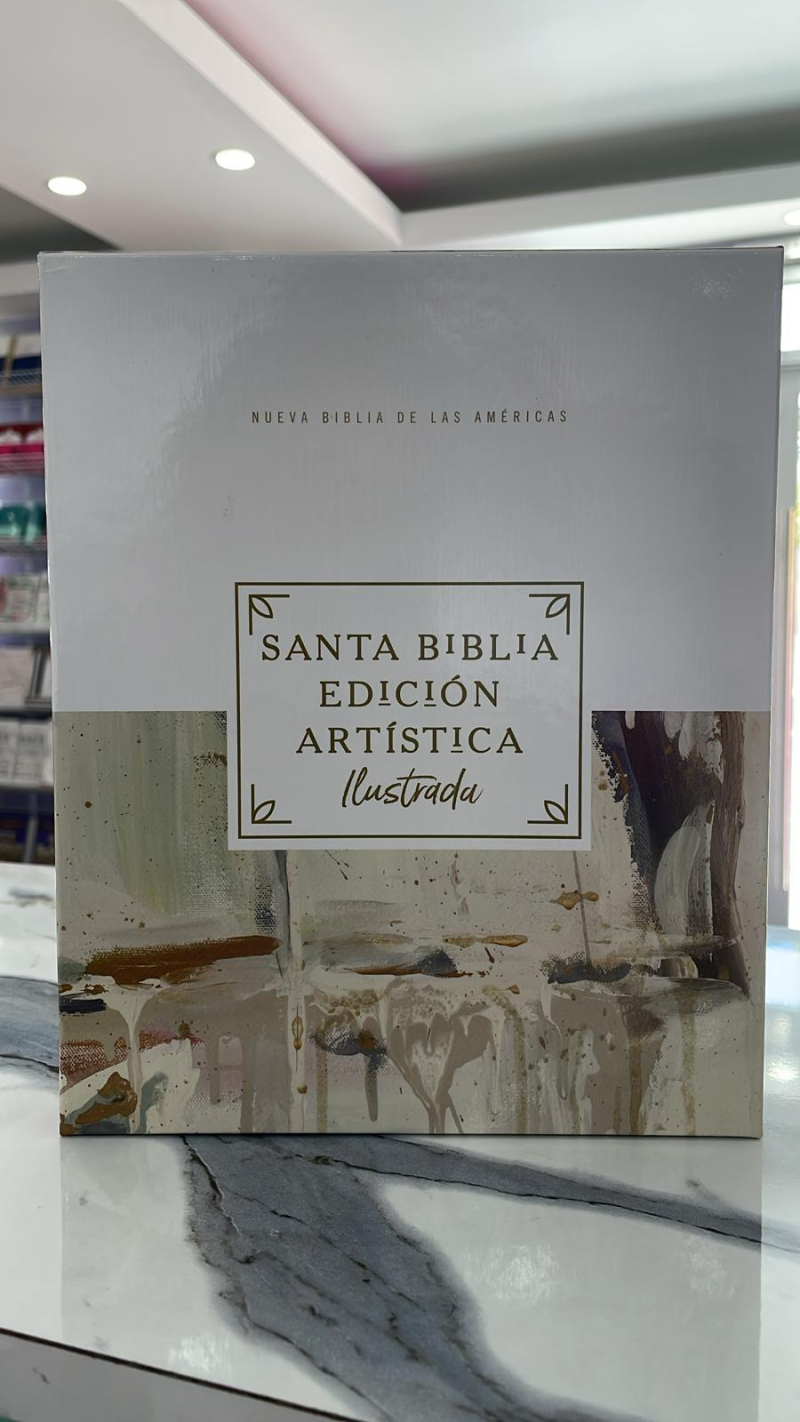 NUEVA BIBLIA DE LAS AMÉRICAS
SANTA BIBLIA
EDICIÓN
ARTÍSTICA
Ilustrada